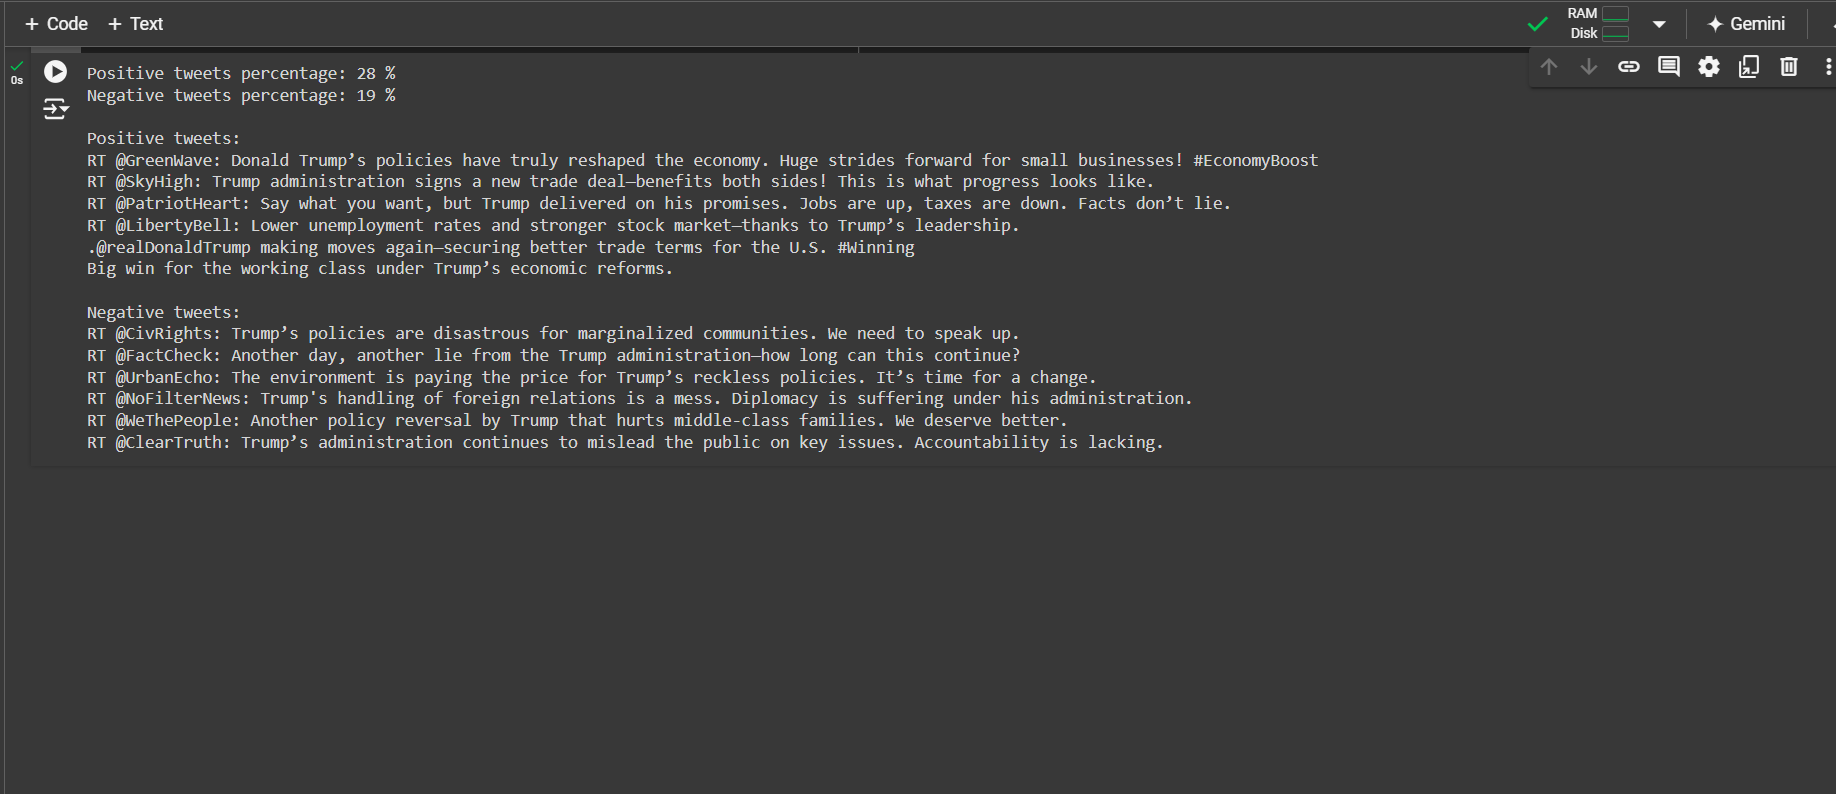 + Code + Text
RAM
Disk
Gemini
0s
Positive tweets percentage: 28 %
Negative tweets percentage: 19 %
Positive tweets:
RT @GreenWave: Donald Trump’s policies have truly reshaped the economy. Huge strides forward for small businesses! #EconomyBoost
RT @SkyHigh: Trump administration signs a new trade deal—benefits both sides! This is what progress looks like.
RT @PatriotHeart: Say what you want, but Trump delivered on his promises. Jobs are up, taxes are down. Facts don’t lie.
RT @LibertyBell: Lower unemployment rates and stronger stock market—thanks to Trump’s leadership.
.@realDonaldTrump making moves again—securing better trade terms for the U.S. #Winning
Big win for the working class under Trump’s economic reforms.
Negative tweets:
RT @CivRights: Trump’s policies are disastrous for marginalized communities. We need to speak up.
RT @FactCheck: Another day, another lie from the Trump administration—how long can this continue?
RT @UrbanEcho: The environment is paying the price for Trump’s reckless policies. It’s time for a change.
RT @NoFilterNews: Trump's handling of foreign relations is a mess. Diplomacy is suffering under his administration.
RT @WeThePeople: Another policy reversal by Trump that hurts middle-class families. We deserve better.
RT @ClearTruth: Trump’s administration continues to mislead the public on key issues. Accountability is lacking.